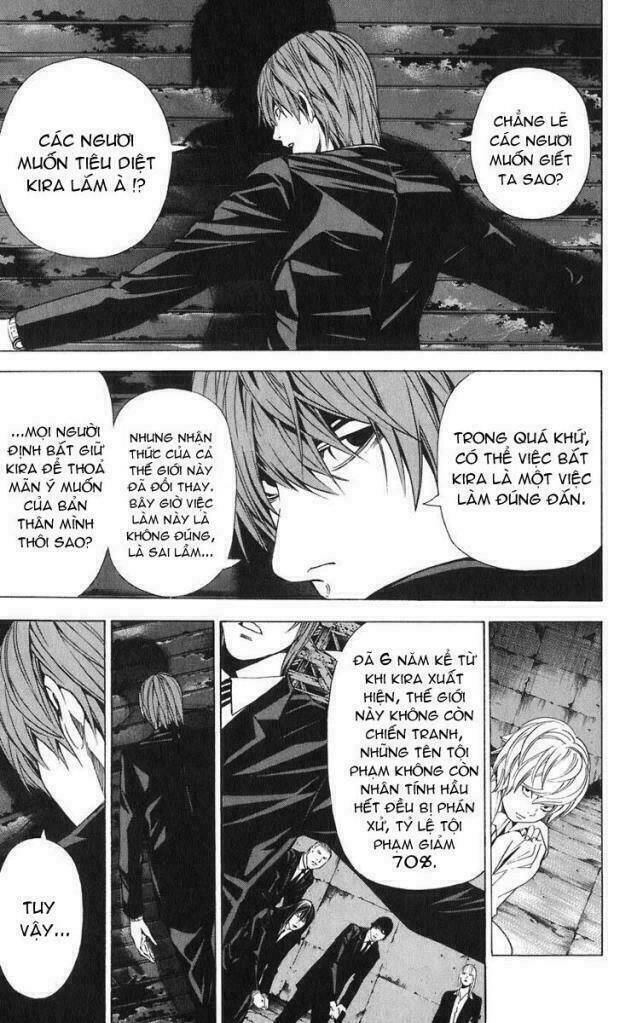 CHẲNG LẼ
CÁC NGƯƠI
MUỐN GIẾT
TA SAO?
CÁC NGƯƠI
MUỐN TIÊU DIỆT
KIRA LẮM À !?
TRONG QUÁ KHỨ,
CÓ THỂ VIỆC BẮT
KIRA LÀ MỘT VIỆC
LÀM ĐÚNG ĐẮN.
NHƯNG NHẬN
THỨC CỦA CẢ
THẾ GIỚI NÀY
ĐÃ ĐỔI THAY.
BÂY GIỜ VIỆC
LÀM NÀY LÀ
KHÔNG ĐÚNG,
LÀ SAI LẦM...
...MỌI NGƯỜI
ĐỊNH BẮT GIỮ
KIRA ĐỂ THOẢ
MÃN Ý MUỐN
CỦA BẢN
THÂN MÌNH
THÔI SAO?
ĐÃ 6 NĂM KỂ TỪ
KHI KIRA XUẤT
HIỆN, THẾ GIỚI
NÀY KHÔNG CÒN
CHIẾN TRANH,
NHỮNG TÊN TỘI
PHẠM KHÔNG CÒN
NHÂN TÍNH HẦU
HẾT ĐỀU BỊ PHÁN
XỬ, TỶ LỆ TỘI
PHẠM GIẢM
70%.
TUY
VẬY...